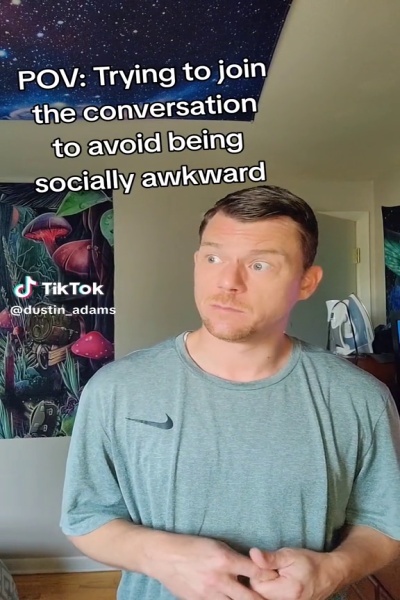 POV: Trying to join
the conversation
to avoid being
socially awkward
TikTok
@dustin_adams